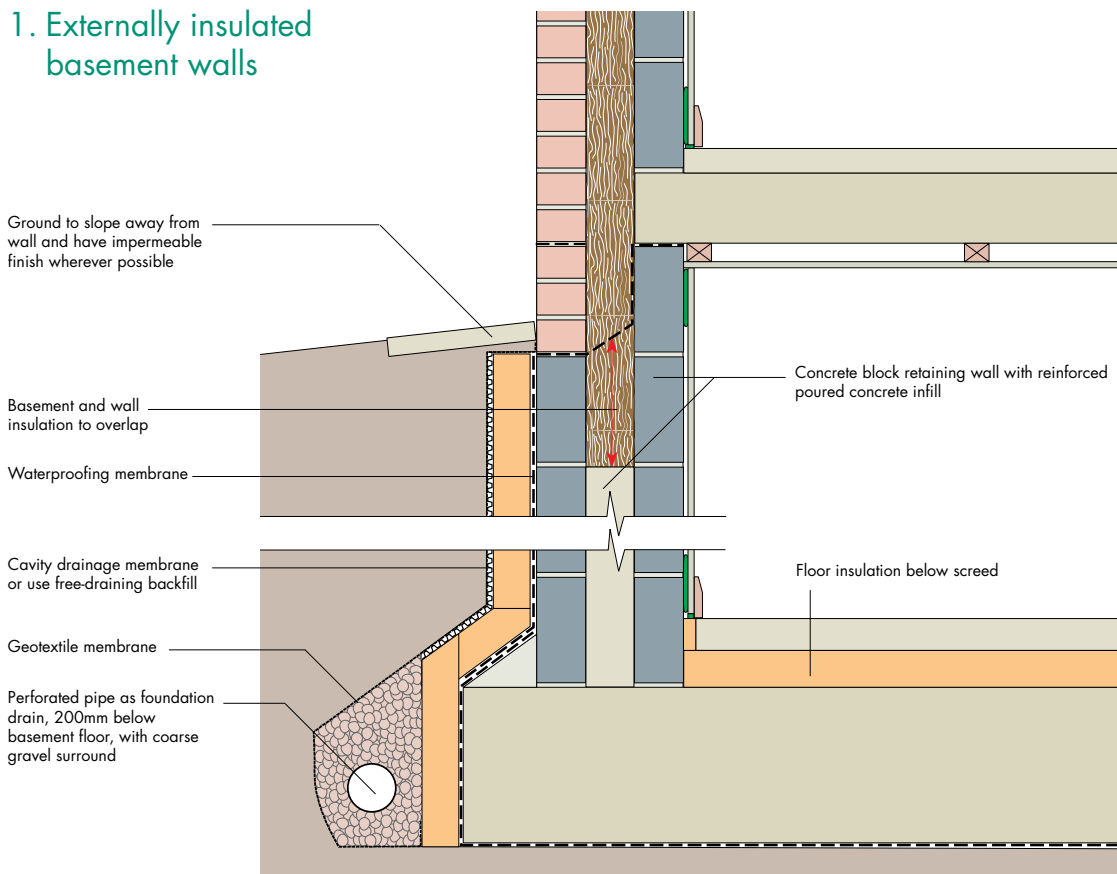 1. Externally insulated
basement walls
Ground to slope away from
wall and have impermeable
finish wherever possible
Basement and wall
insulation to overlap
Waterproofing membrane
Cavity drainage membrane
or use free-draining backfill
Geotextile membrane
Perforated pipe as foundation
drain, 200mm below
basement floor, with coarse
gravel surround
Concrete block retaining wall with reinforced
poured concrete infill
Floor insulation below screed